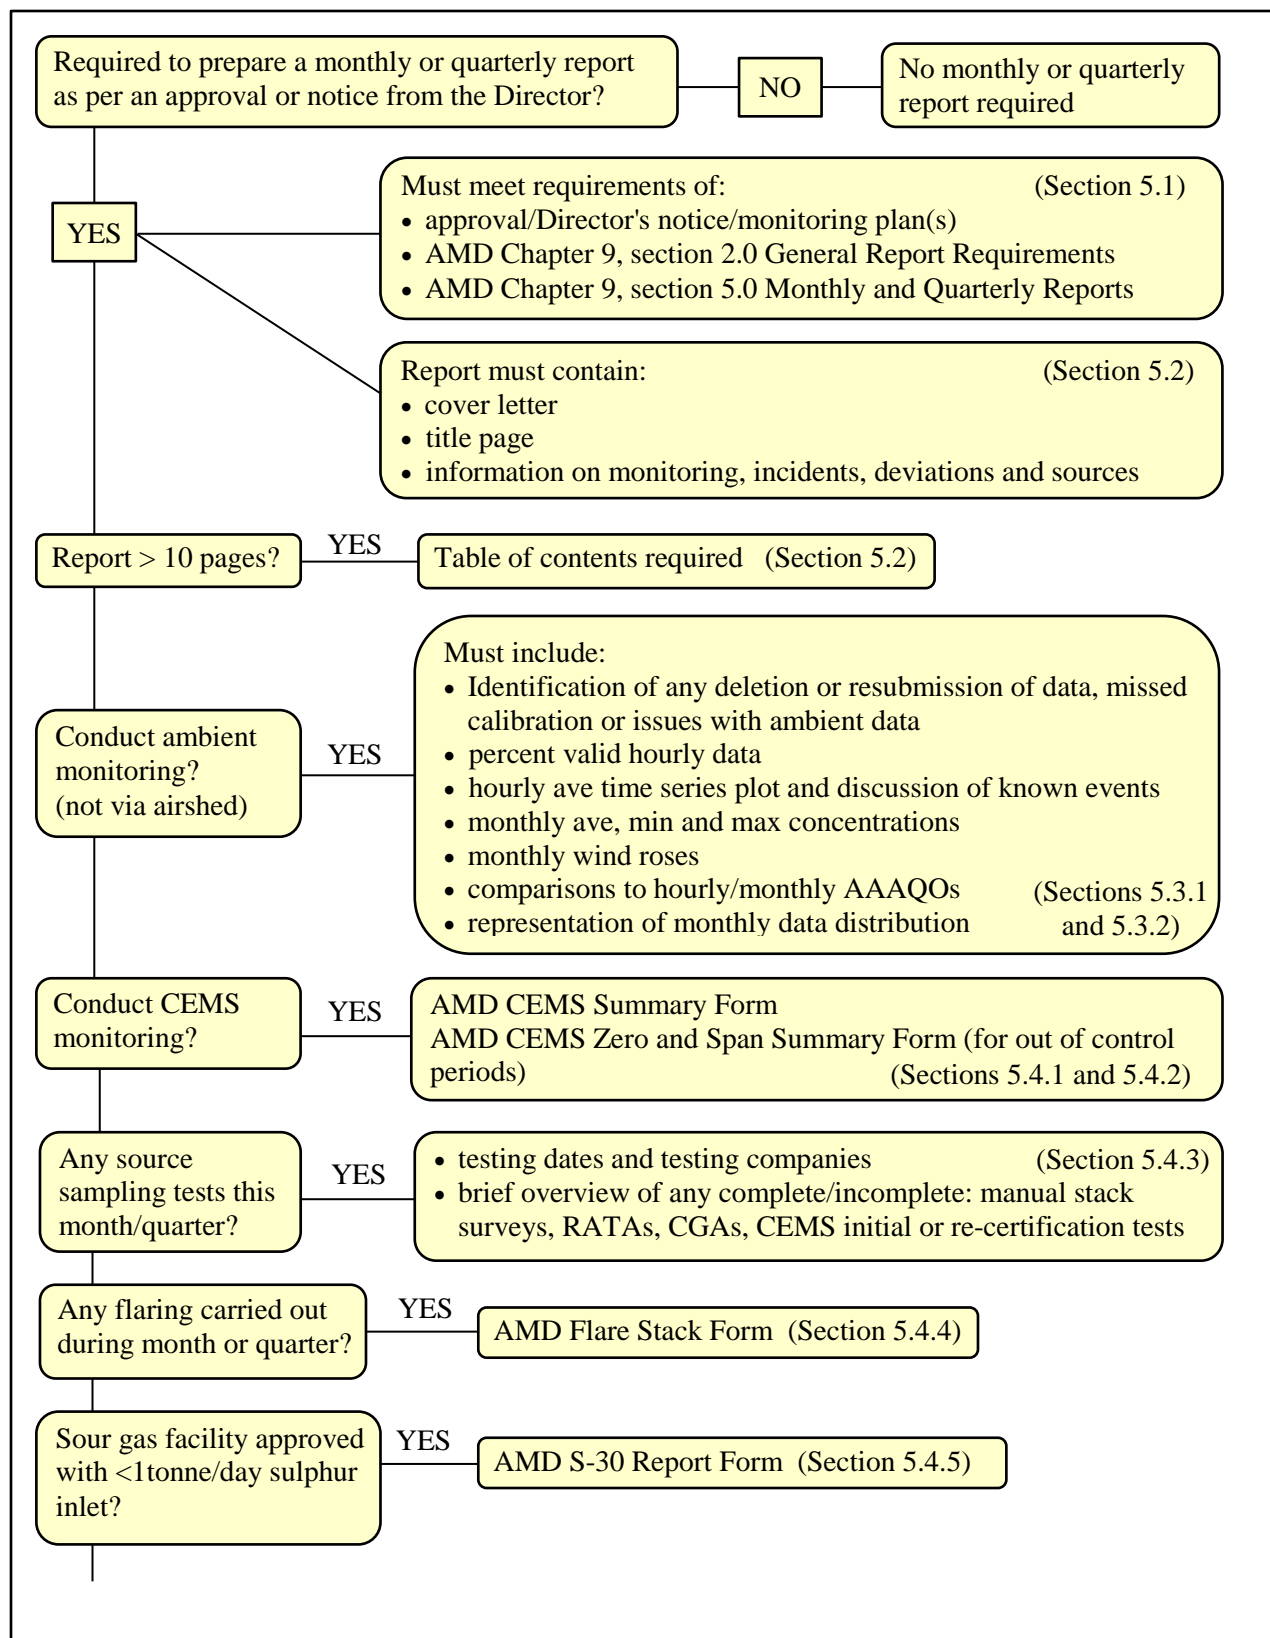 Required to prepare a monthly or quarterly report
as per an approval or notice from the Director?
NO
No monthly or quarterly
report required
YES
Must meet requirements of: (Section 5.1)
• approval/Director's notice/monitoring plan(s)
• AMD Chapter 9, section 2.0 General Report Requirements
• AMD Chapter 9, section 5.0 Monthly and Quarterly Reports
Report must contain: (Section 5.2)
• cover letter
• title page
• information on monitoring, incidents, deviations and sources
Report > 10 pages?
YES
Table of contents required (Section 5.2)
Conduct ambient
monitoring?
(not via airshed)
YES
Must include:
• Identification of any deletion or resubmission of data, missed
calibration or issues with ambient data
• percent valid hourly data
• hourly ave time series plot and discussion of known events
• monthly ave, min and max concentrations
• monthly wind roses
• comparisons to hourly/monthly AAAQOs (Sections 5.3.1
• representation of monthly data distribution and 5.3.2)
Conduct CEMS
monitoring?
YES
AMD CEMS Summary Form
AMD CEMS Zero and Span Summary Form (for out of control
periods) (Sections 5.4.1 and 5.4.2)
Any source
sampling tests this
month/quarter?
YES
• testing dates and testing companies (Section 5.4.3)
• brief overview of any complete/incomplete: manual stack
surveys, RATAs, CGAs, CEMS initial or re-certification tests
Any flaring carried out
during month or quarter?
YES
AMD Flare Stack Form (Section 5.4.4)
Sour gas facility approved
with <1tonne/day sulphur
inlet?
YES
AMD S-30 Report Form (Section 5.4.5)